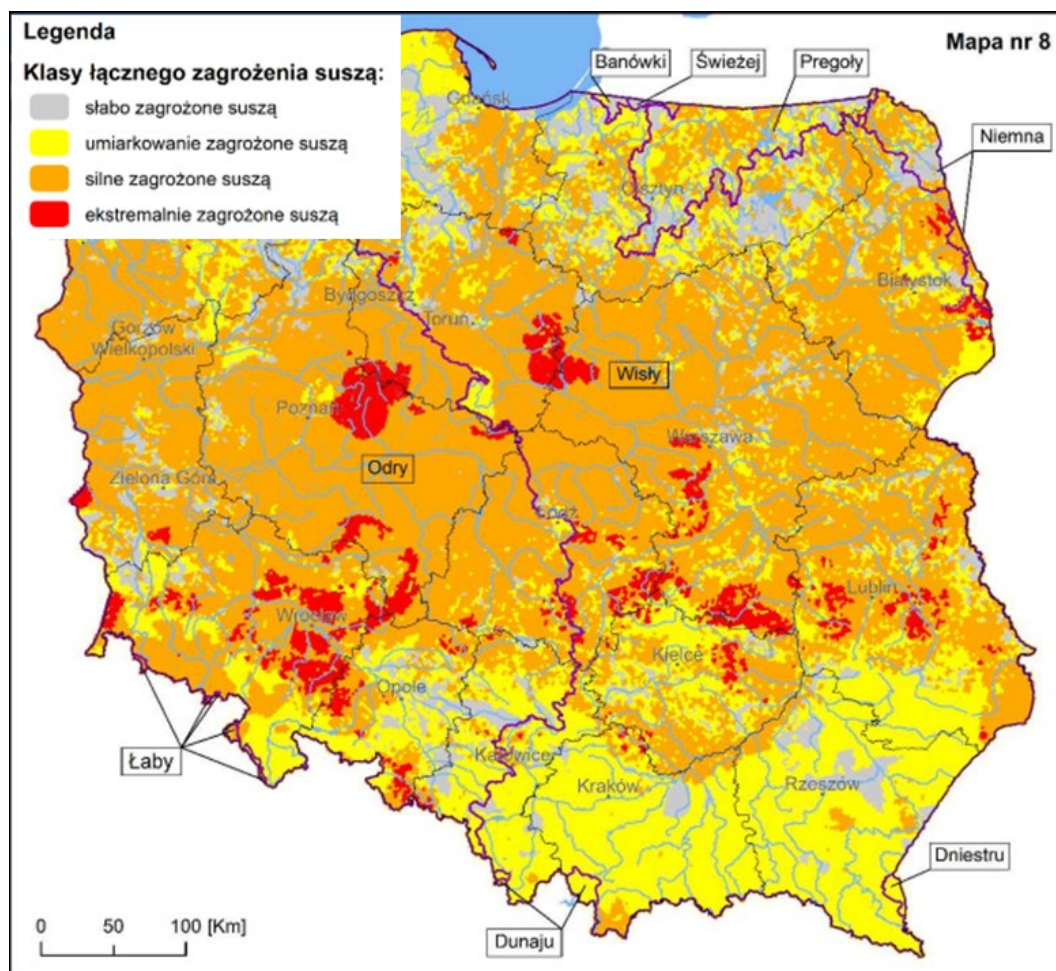 Legenda
Klasy łącznego zagrożenia suszą:
słabo zagrożone suszą
umiarkowanie zagrożone suszą
silne zagrożone suszą
ekstremalnie zagrożone suszą
Mapa nr 8
Banówki
Świeżej
Pregoły
Niemna
Gdańsk
Olsztyn
Białystok
Bydgoszcz
Toruń
Gorzów
Wielkopolski
Wisły
Poznań
Warszawa
Odry
Zielona Góra
Łódź
Lublin
Wrocław
Kielce
Opole
Łaby
Katowice
Kraków
Rzeszów
Dniestru
Dunaju
0 50 100 [Km]